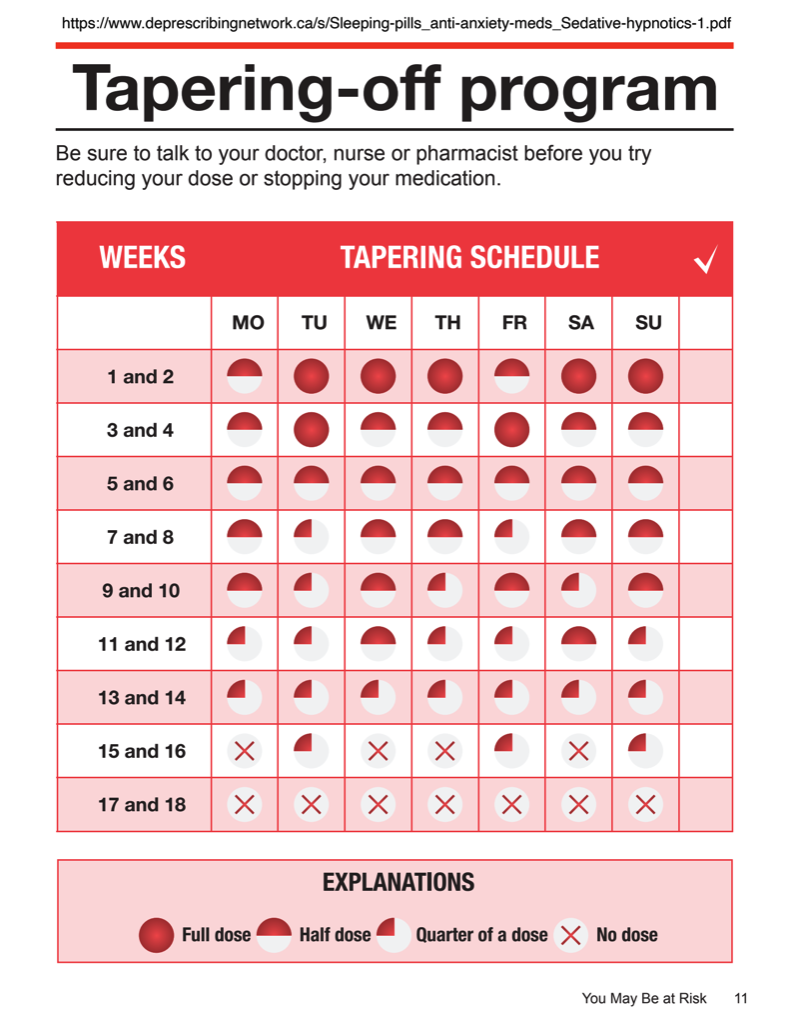 https://www.deprescribingnetwork.ca/s/Sleeping-pills_anti-anxiety-meds_Sedative-hypnotics-1.pdf
Tapering-off program
Be sure to talk to your doctor, nurse or pharmacist before you try
reducing your dose or stopping your medication.
WEEKS TAPERING SCHEDULE ✓
MO TU WE TH FR SA SU
1 and 2
3 and 4
5 and 6
7 and 8
9 and 10
11 and 12
13 and 14
15 and 16
17 and 18
EXPLANATIONS
Full dose Half dose Quarter of a dose No dose
You May Be at Risk 11